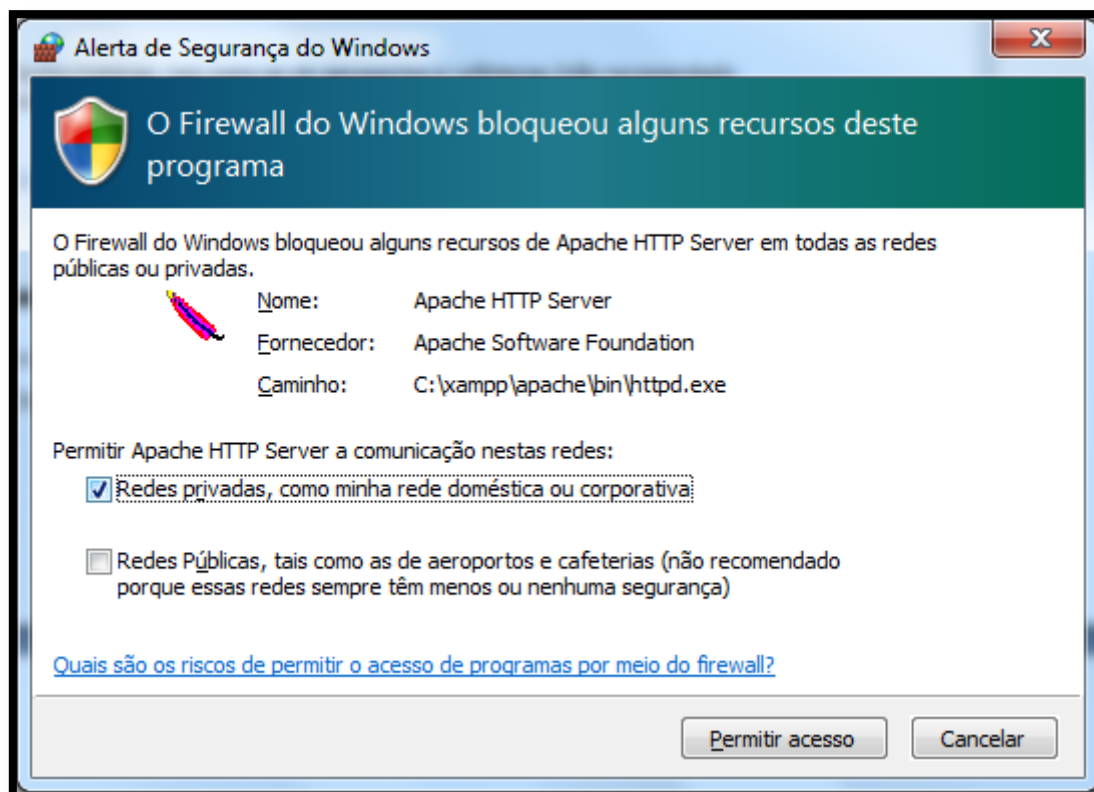 Alerta de Segurança do Windows
X
O Firewall do Windows bloqueou alguns recursos deste
programa
O Firewall do Windows bloqueou alguns recursos de Apache HTTP Server em todas as redes
públicas ou privadas.
Nome: Apache HTTP Server
Fornecedor: Apache Software Foundation
Caminho: C:\xampp\apache\bin\httpd.exe
Permitir Apache HTTP Server a comunicação nestas redes:
Redes privadas, como minha rede doméstica ou corporativa
Redes Públicas, tais como as de aeroportos e cafeterias (não recomendado
porque essas redes sempre têm menos ou nenhuma segurança)
Quais são os riscos de permitir o acesso de programas por meio do firewall?
Permitir acesso Cancelar